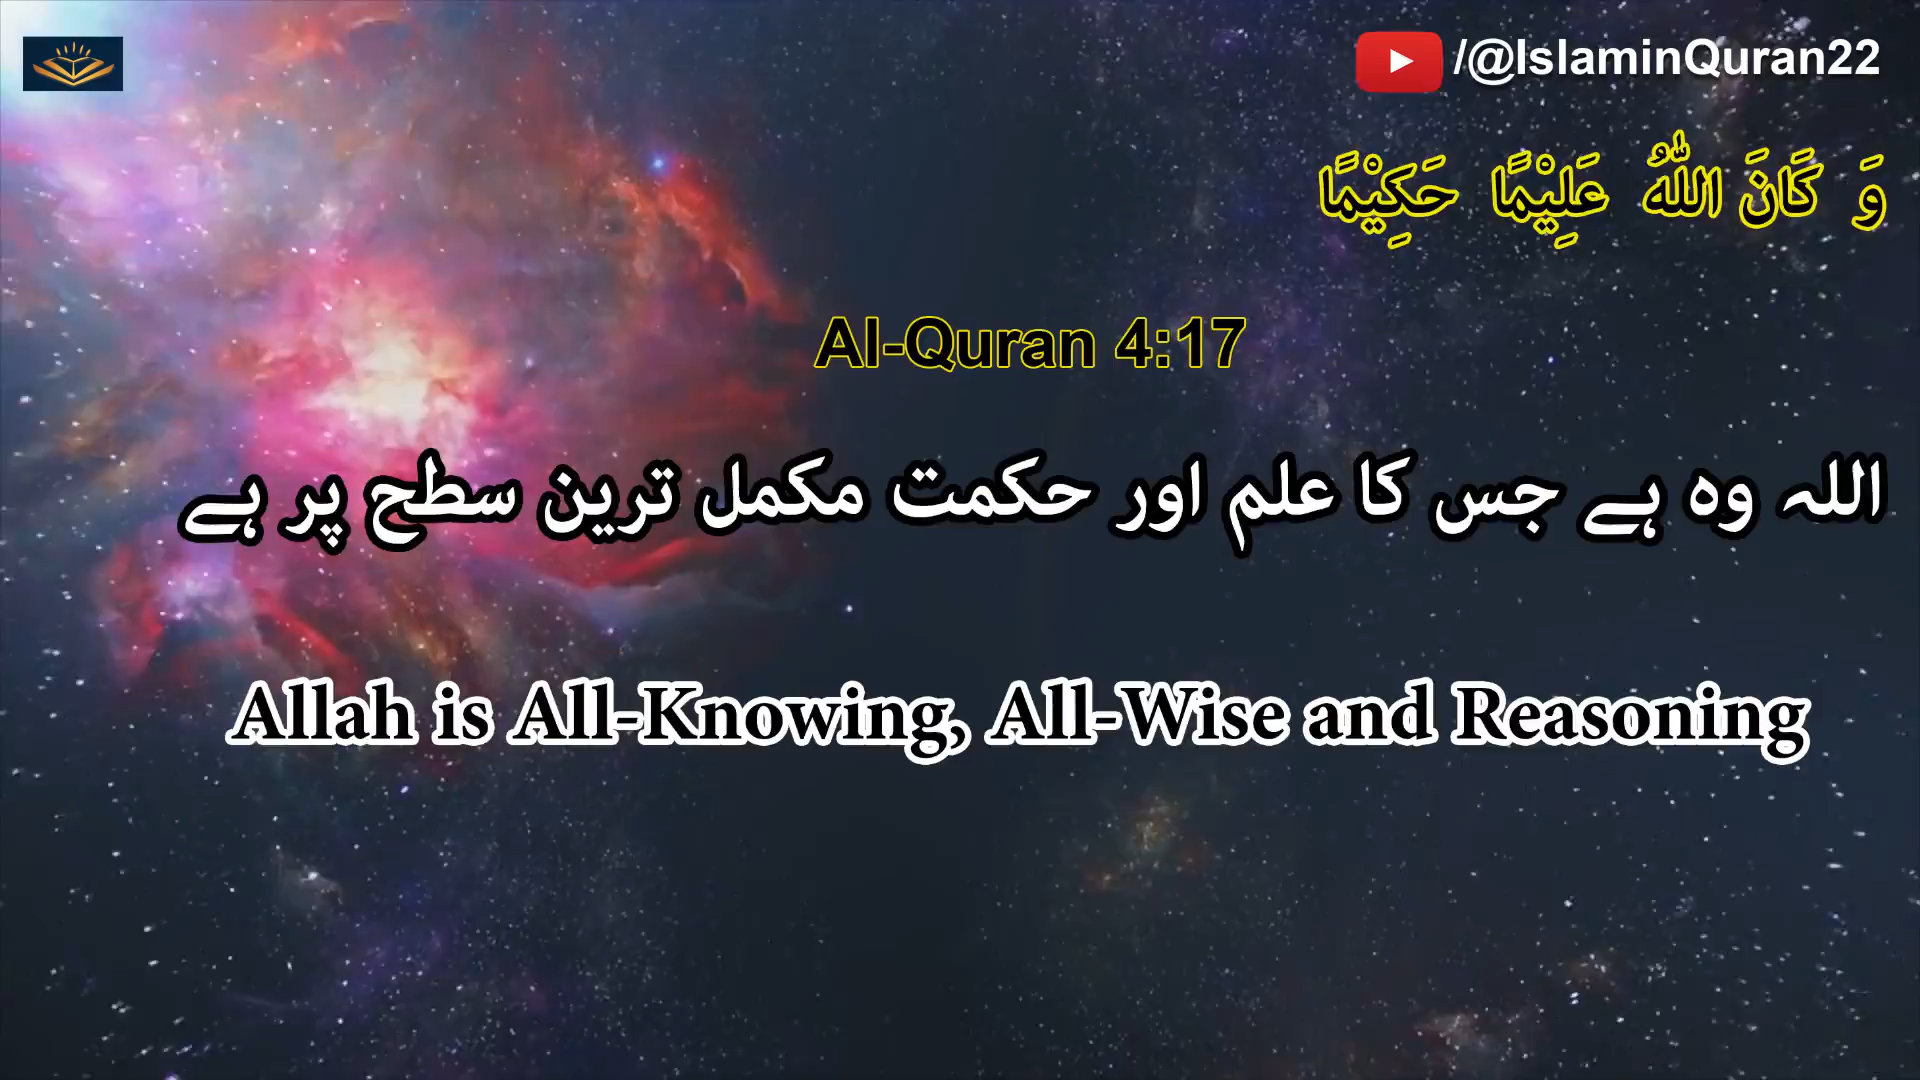 /@IslaminQuran22
وَ کَانَ اللّٰہُ عَلِیْمًا حَکِیْمًا
Al-Quran 4:17
اللہ وہ ہے جس کا علم اور حکمت مکمل ترین سطح پر ہے
Allah is All-Knowing, All-Wise and Reasoning